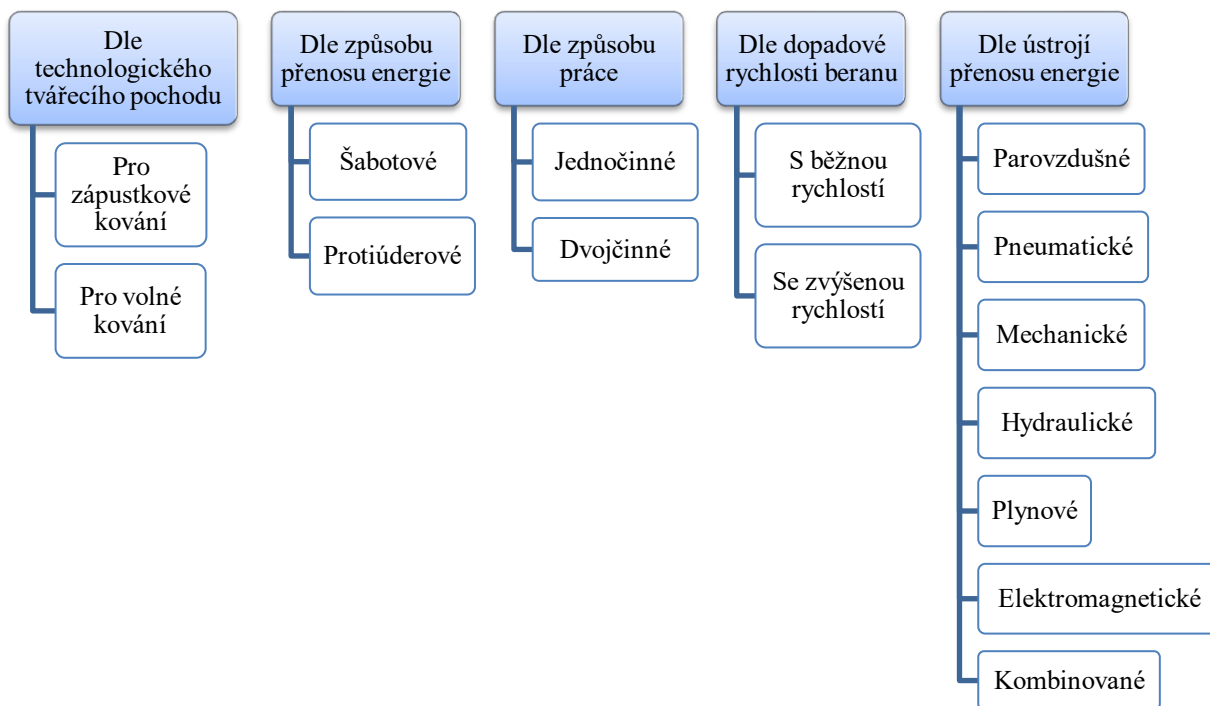 Dle
technologického
tvářecího pochodu
Pro
zápustkové
kování
Pro volné
kování
Dle způsobu
přenosu energie
Šabotové
Protiúderové
Dle způsobu
práce
Jednočinné
Dvojčinné
Dle dopadové
rychlosti beranu
S běžnou
rychlostí
Se zvýšenou
rychlostí
Dle ústrojí
přenosu energie
Parovzdušné
Pneumatické
Mechanické
Hydraulické
Plynové
Elektromagnetické
Kombinované